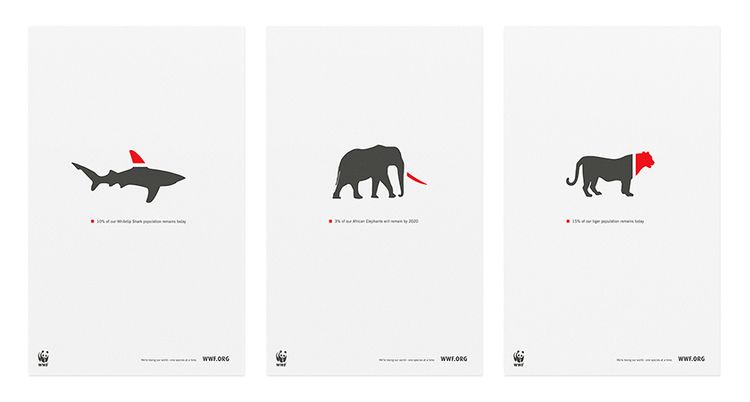 10% of our Whitetip Shark population remains today
WWF
We're losing our world - one species at a time. WWF.ORG
3% of our African Elephants will remain by 2020
WWF
We're losing our world - one species at a time. WWF.ORG
15% of our tiger population remains today
WWF
We're losing our world - one species at a time. WWF.ORG